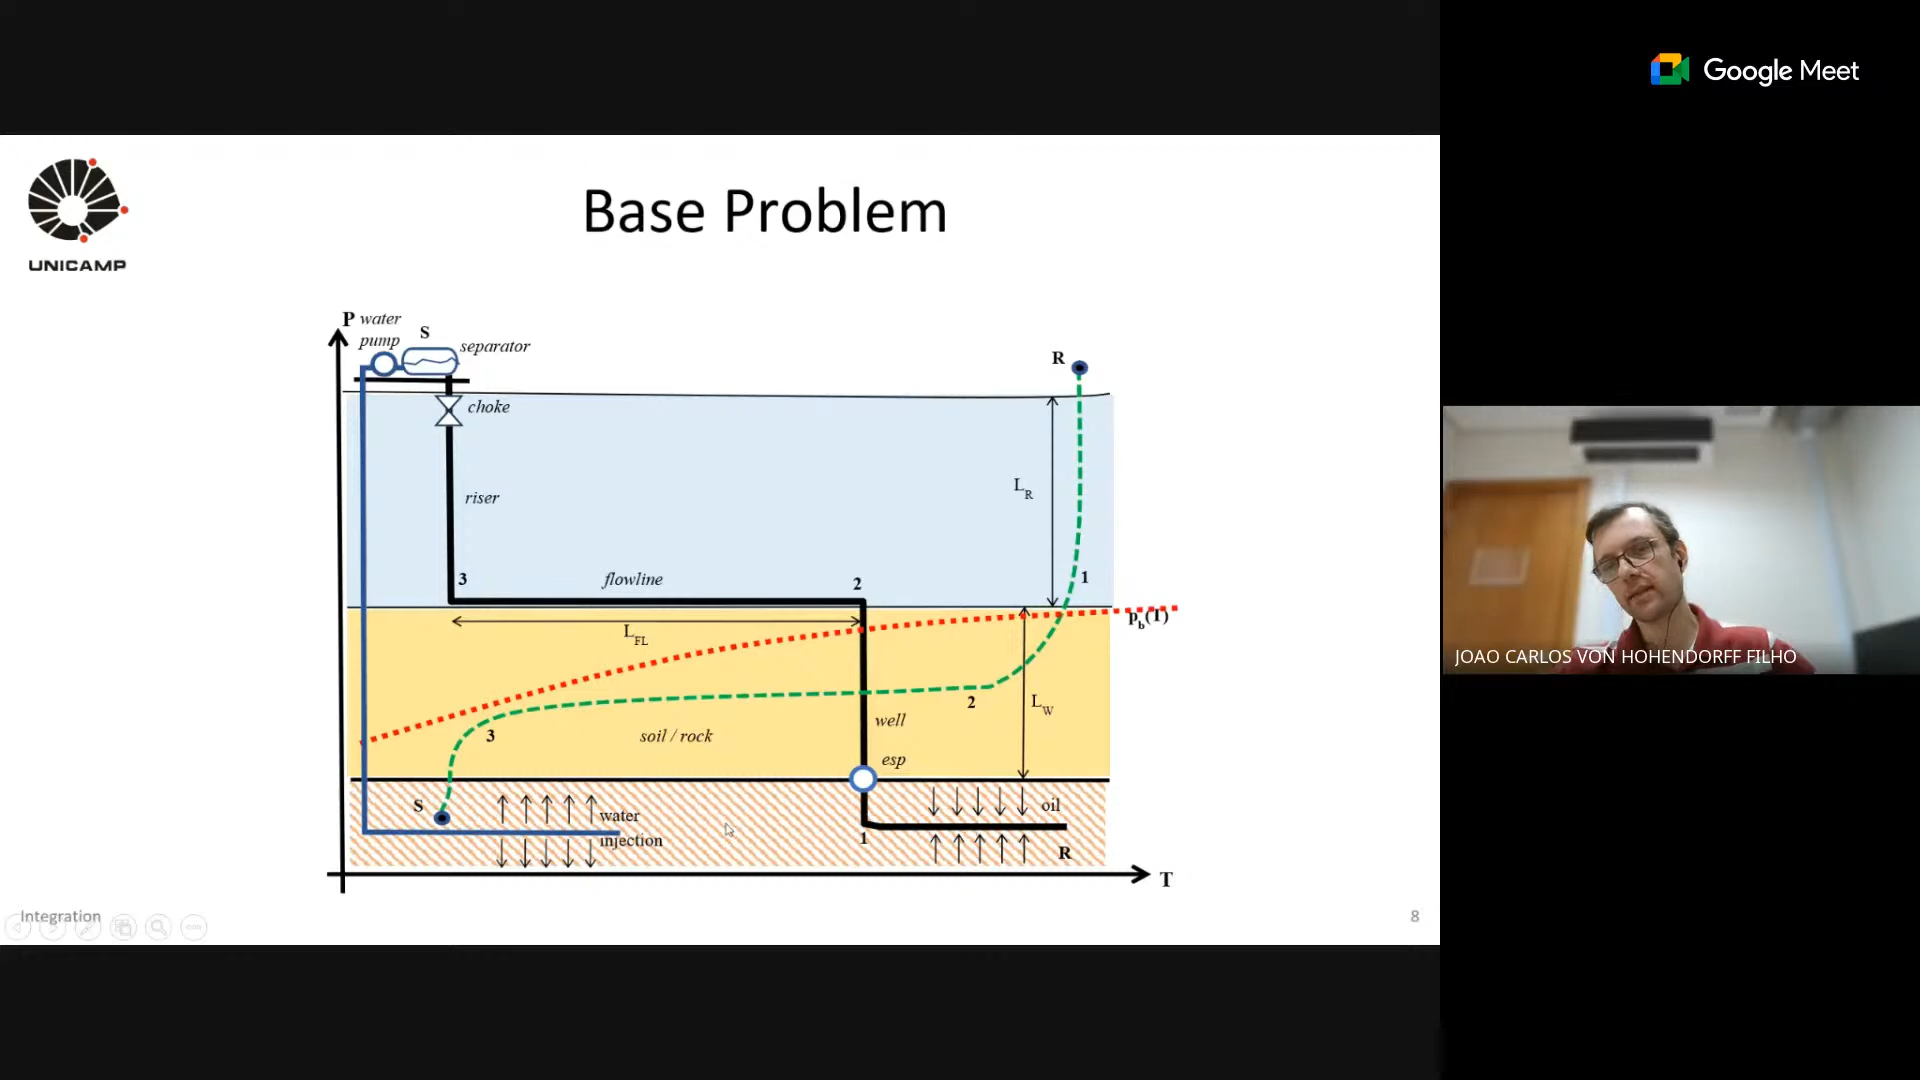 Google Meet
UNICAMP
Base Problem
P
water
pump
S
separator
choke
riser
R
L_R
3
flowline
2
1
L_FL
p_b(T)
well
2
L_W
3
soil / rock
esp
S
water
injection
oil
1
R
T
Integration
8
JOAO CARLOS VON HOHENDORFF FILHO